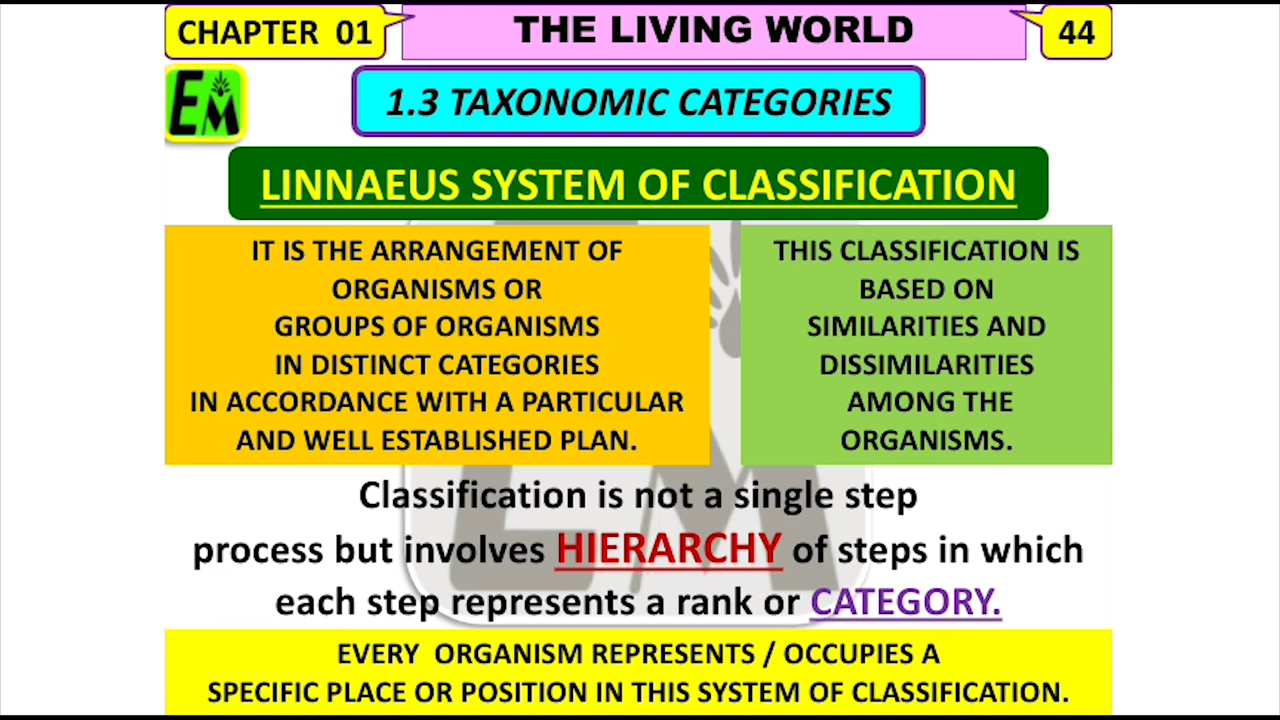 CHAPTER 01
THE LIVING WORLD
44
EM
1.3 TAXONOMIC CATEGORIES
LINNAEUS SYSTEM OF CLASSIFICATION
IT IS THE ARRANGEMENT OF
ORGANISMS OR
GROUPS OF ORGANISMS
IN DISTINCT CATEGORIES
IN ACCORDANCE WITH A PARTICULAR
AND WELL ESTABLISHED PLAN.
THIS CLASSIFICATION IS
BASED ON
SIMILARITIES AND
DISSIMILARITIES
AMONG THE
ORGANISMS.
Classification is not a single step
process but involves HIERARCHY of steps in which
each step represents a rank or CATEGORY.
EVERY ORGANISM REPRESENTS / OCCUPIES A
SPECIFIC PLACE OR POSITION IN THIS SYSTEM OF CLASSIFICATION.